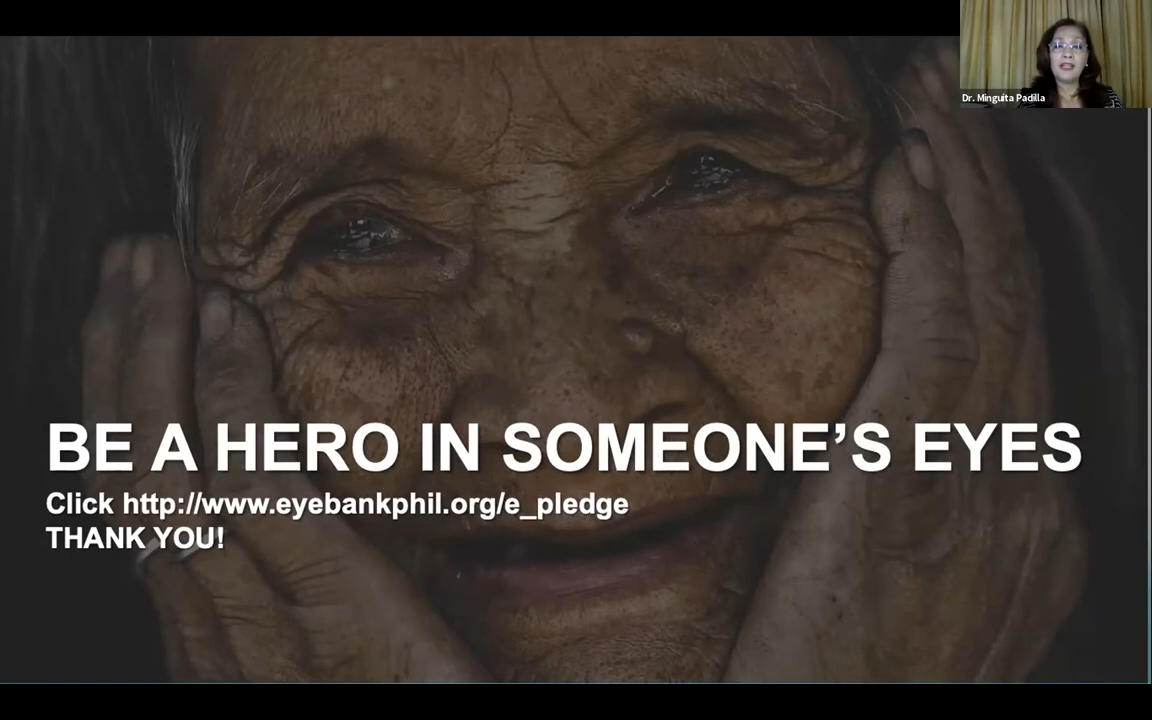 Dr. Minguita Padilla
BE A HERO IN SOMEONE’S EYES
Click http://www.eyebankphil.org/e_pledge
THANK YOU!